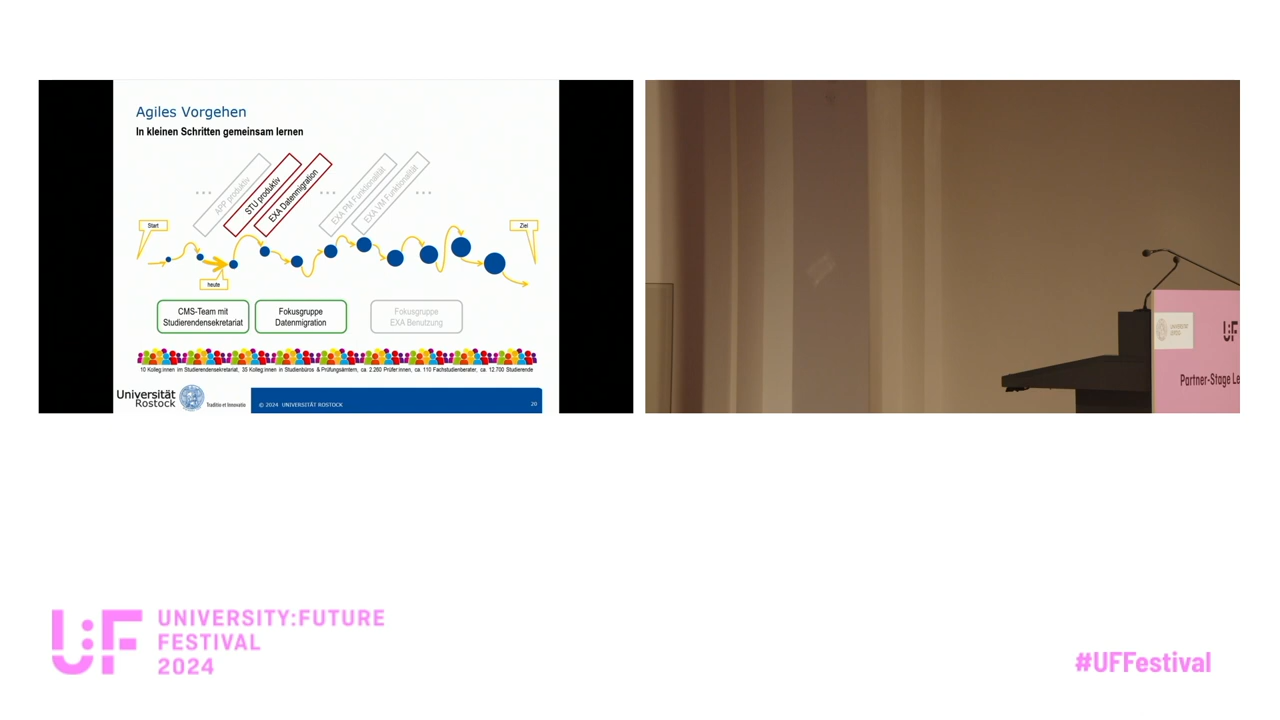 Agiles Vorgehen
In kleinen Schritten gemeinsam lernen
...
APP produktiv
STU produktiv
EXA Datenmigration
...
EXA PM Funktionalität
EXA VM Funktionalität
...
Start
Ziel
heute
CMS-Team mit
Studierendensekretariat
Fokusgruppe
Datenmigration
Fokusgruppe
EXA Benutzung
10 Kolleg:innen im Studierendensekretariat, 35 Kolleg:innen in Studienbüros & Prüfungsämtern, ca. 2.260 Prüfer:innen, ca. 110 Fachstudienberater, ca. 12.700 Studierende
Universität
Rostock
Traditio et Innovatio
© 2024 UNIVERSITÄT ROSTOCK
20
U:F
Partner-Stage Le
U:F
UNIVERSITY:FUTURE
FESTIVAL
2024
#UFFestival